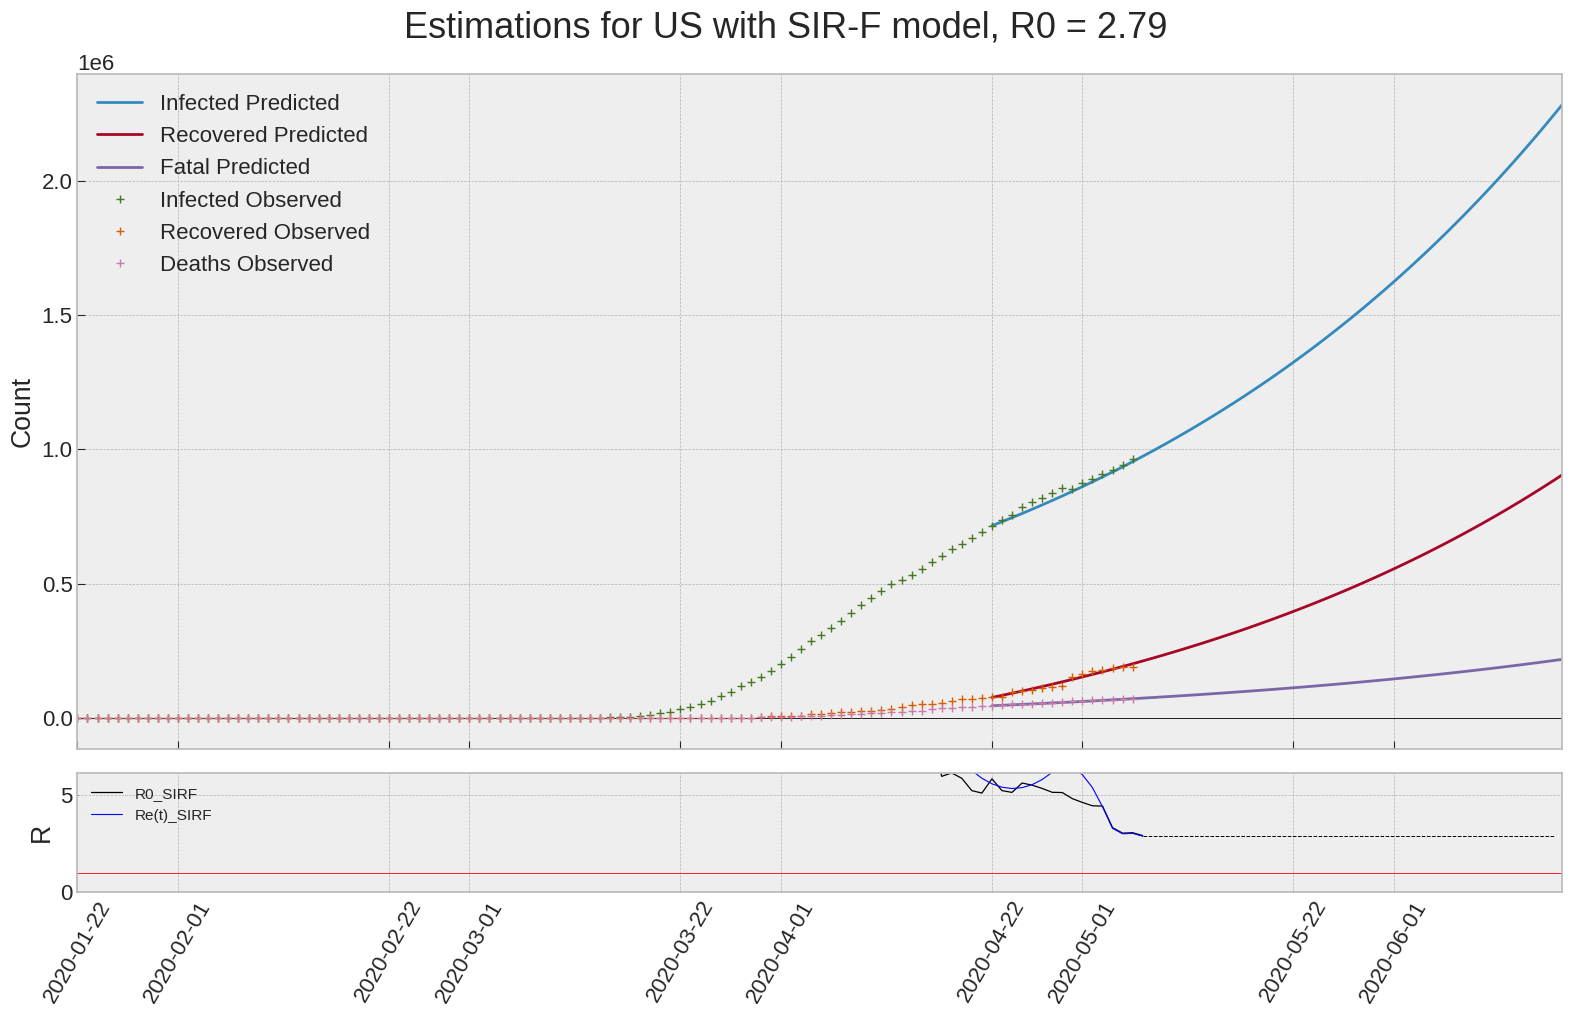 Estimations for US with SIR-F model, R0 = 2.79
1e6
Infected Predicted
Recovered Predicted
Fatal Predicted
Infected Observed
Recovered Observed
Deaths Observed
2.0
1.5
1.0
0.5
0.0
Count
R0_SIRF
Re(t)_SIRF
5
0
R
2020-01-22
2020-02-01
2020-02-22
2020-03-01
2020-03-22
2020-04-01
2020-04-22
2020-05-01
2020-05-22
2020-06-01